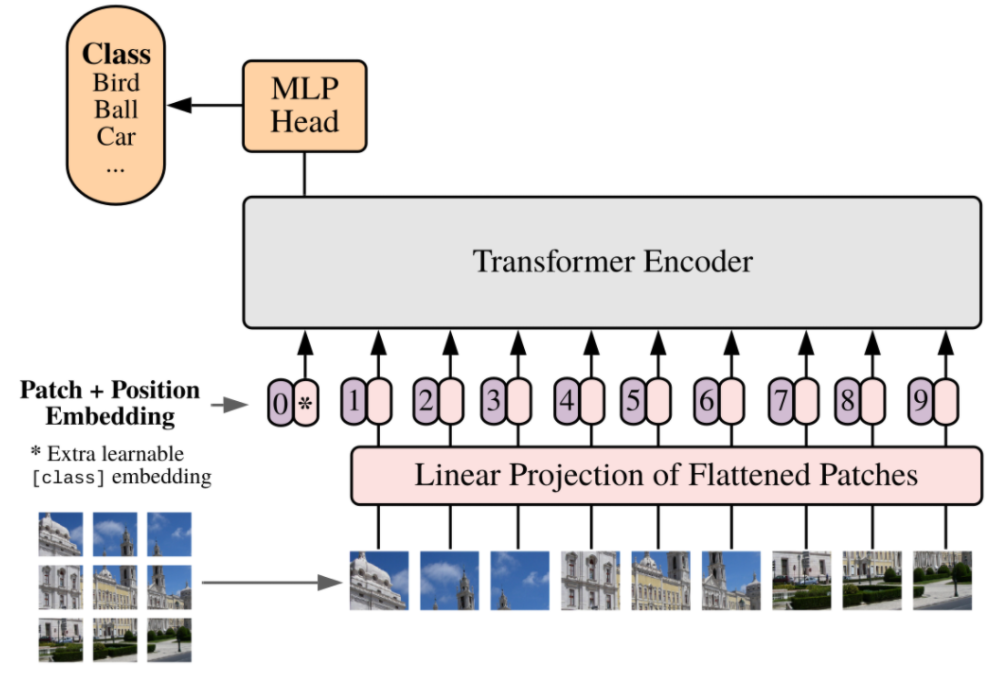 Class
Bird
Ball
Car
...
MLP
Head
Transformer Encoder
Patch + Position
Embedding
0 * 1 2 3 4 5 6 7 8 9
* Extra learnable
[class] embedding
Linear Projection of Flattened Patches